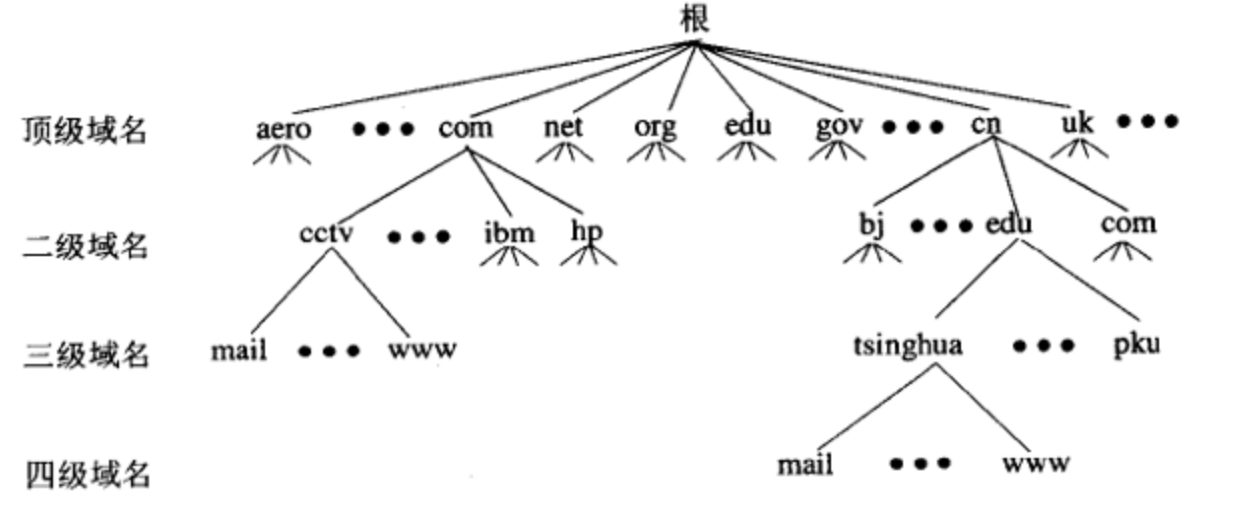 根
顶级域名 aero ••• com net org edu gov ••• cn uk •••
二级域名 cctv ••• ibm hp bj ••• edu com
三级域名 mail ••• www tsinghua ••• pku
四级域名 mail ••• www